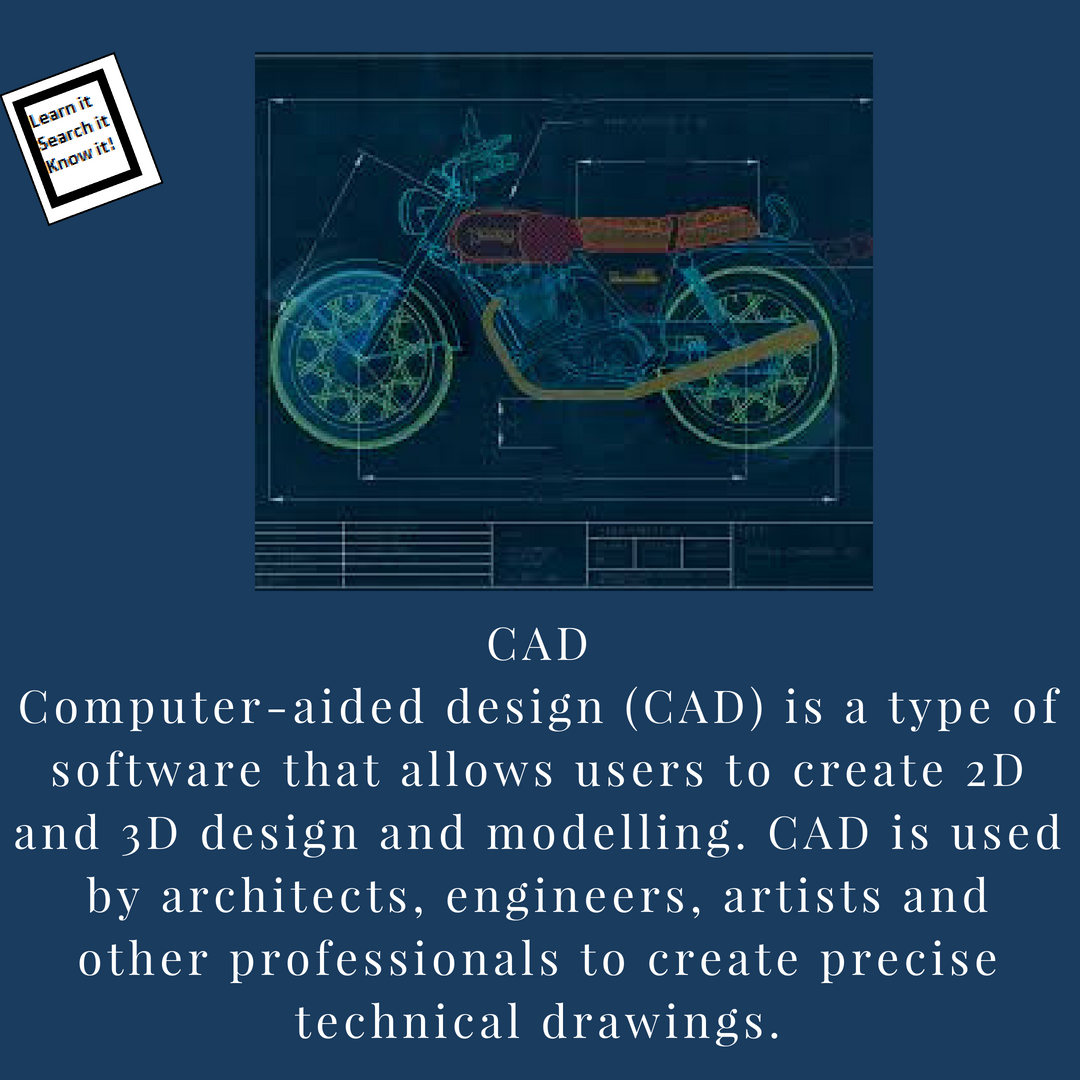 Learn it
Search it
Know it!
CAD
Computer-aided design (CAD) is a type of
software that allows users to create 2D
and 3D design and modelling. CAD is used
by architects, engineers, artists and
other professionals to create precise
technical drawings.